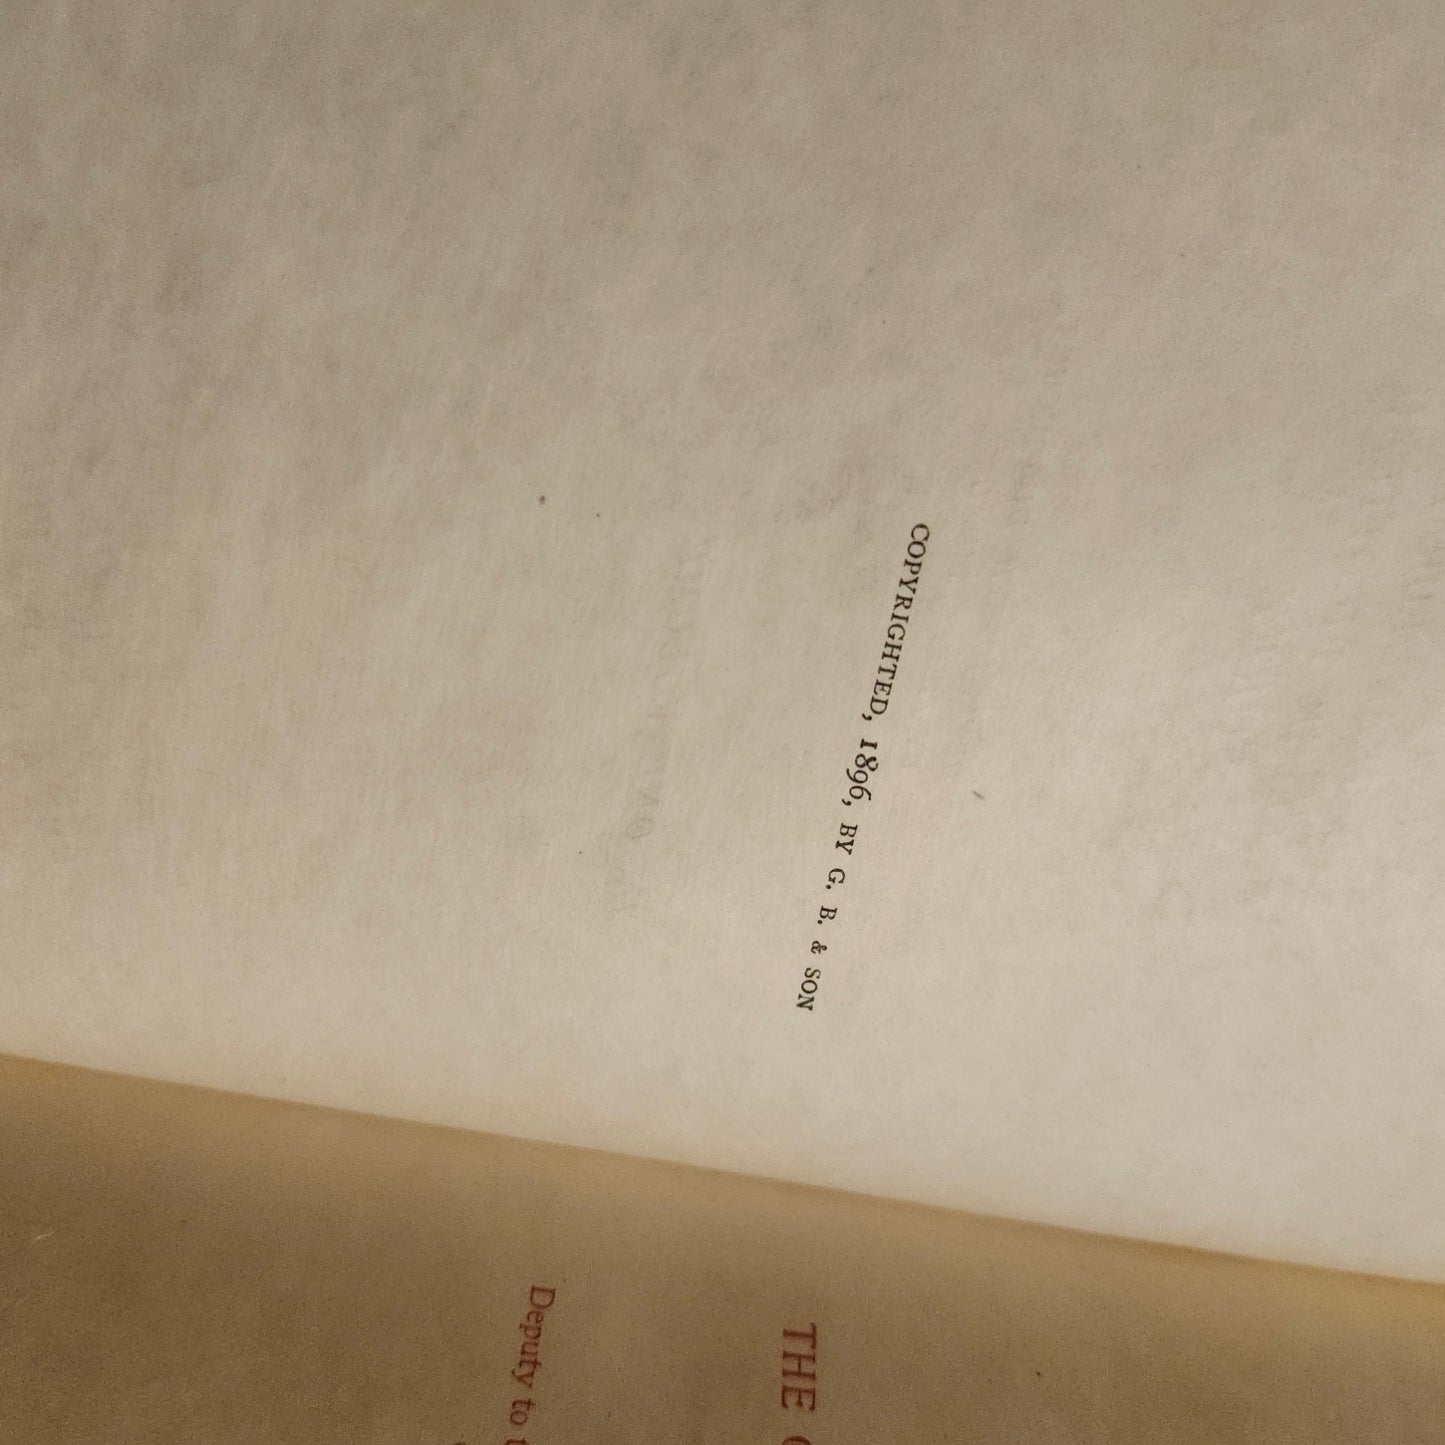 COPYRIGHTED, 1896, BY G. B. & SON
THE
Deputy to